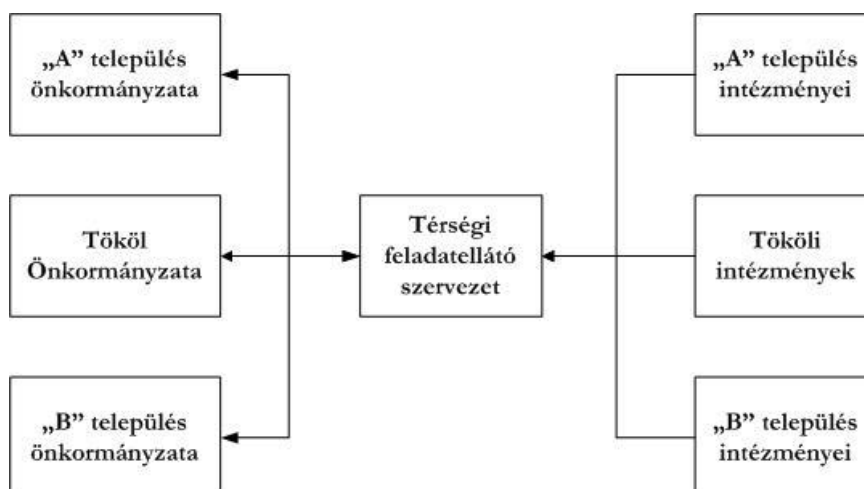 „A” település
önkormányzata
„A” település
intézményei
Tököl
Önkormányzata
Térségi
feladatellátó
szervezet
Tököli
intézmények
„B” település
önkormányzata
„B” település
intézményei